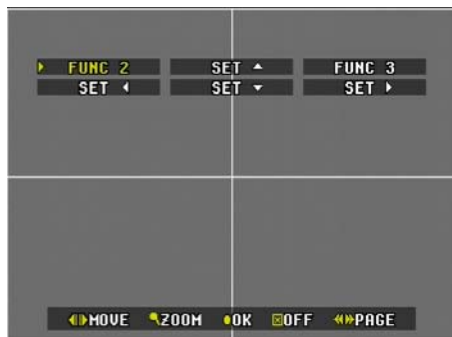 FUNC 2 SET ▲ FUNC 3
SET ◀ SET ▼ SET ▶
MOVE ZOOM OK OFF PAGE